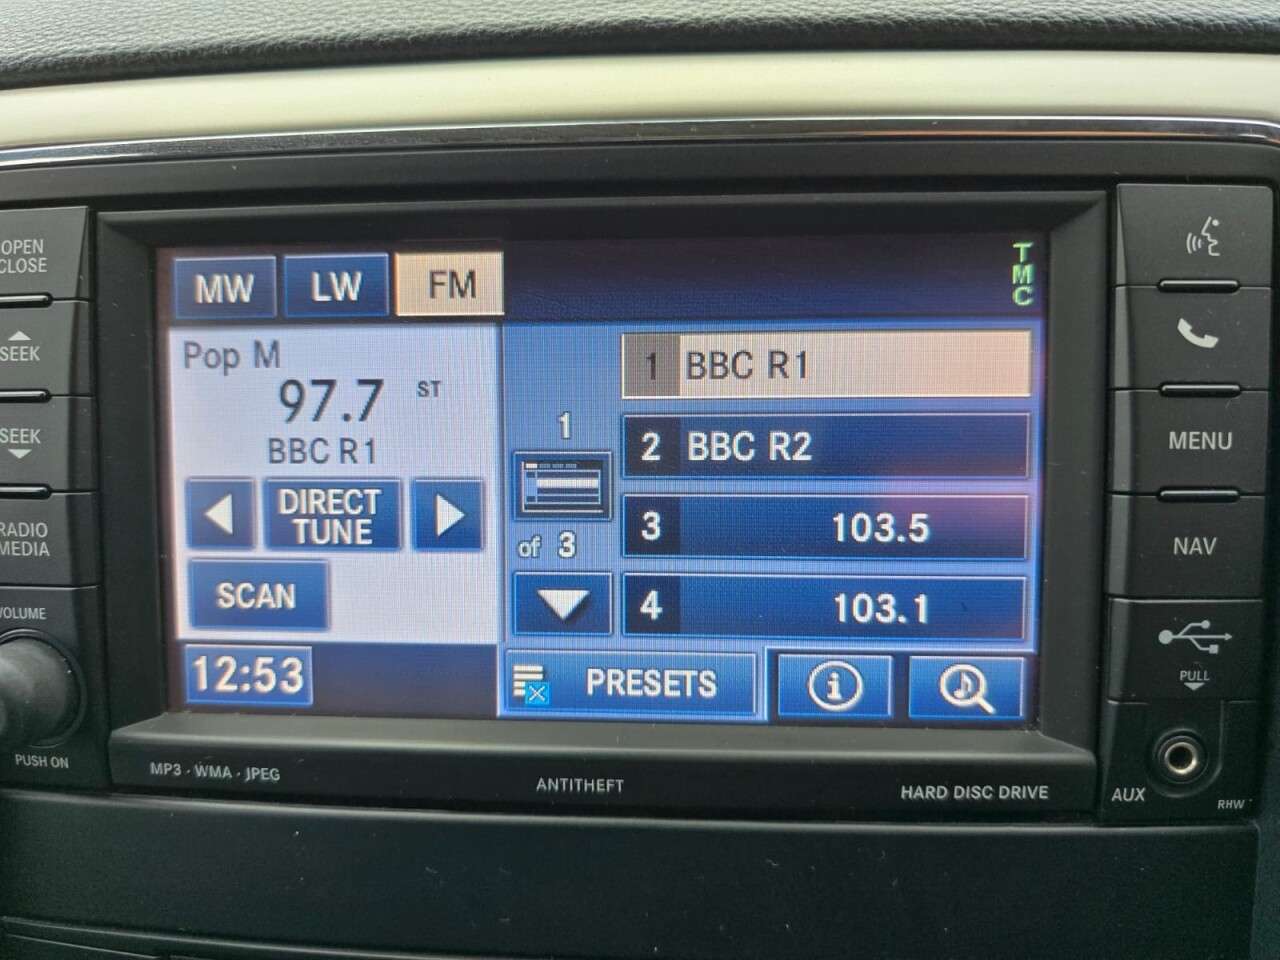 OPEN
CLOSE
SEEK
SEEK
RADIO
MEDIA
VOLUME
PUSH ON
MW
LW
FM
TMC
Pop M
97.7 ST
BBC R1
DIRECT
TUNE
SCAN
12:53
1
of 3
1 BBC R1
2 BBC R2
3 103.5
4 103.1
PRESETS
i
MENU
NAV
PULL
AUX
RHW
MP3 · WMA · JPEG
ANTITHEFT
HARD DISC DRIVE